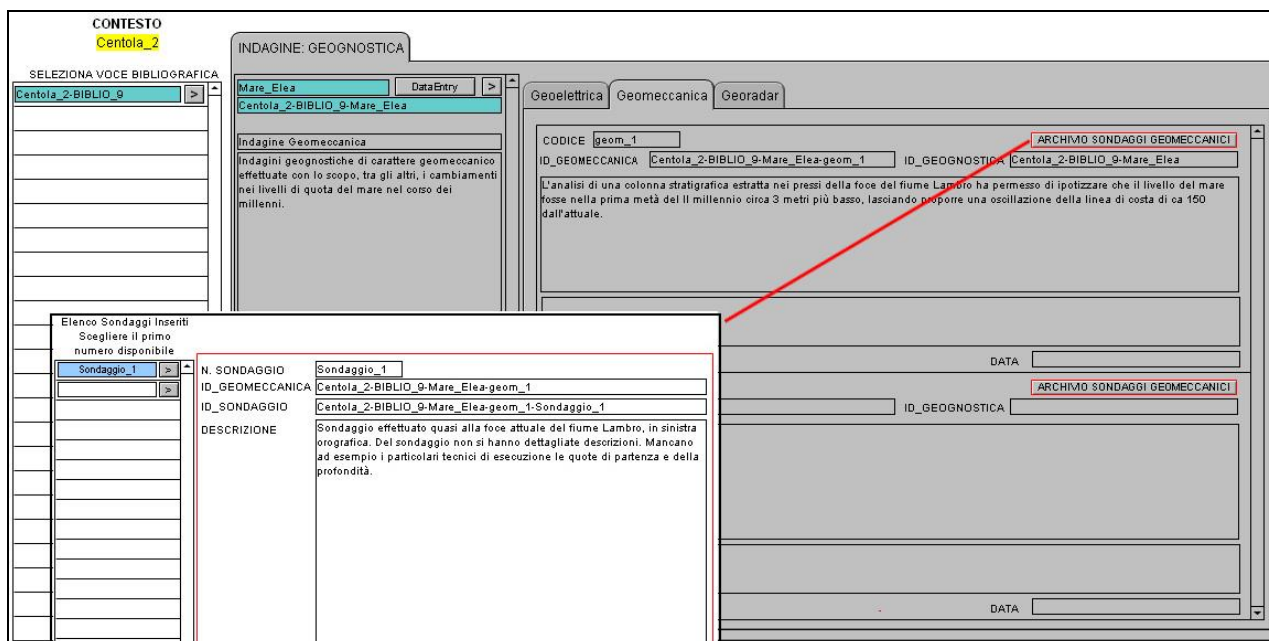 CONTESTO
Centola_2
SELEZIONA VOCE BIBLIOGRAFICA
Centola_2-BIBLIO_9 >
INDAGINE: GEOGNOSTICA
Mare_Elea DataEntry >
Centola_2-BIBLIO_9-Mare_Elea
Indagine Geomeccanica
Indagini geognostiche di carattere geomeccanico
effettuate con lo scopo, tra gli altri, i cambiamenti
nei livelli di quota del mare nel corso dei
millenni.
Geoelettrica Geomeccanica Georadar
CODICE geom_1 ARCHIVIO SONDAGGI GEOMECCANICI
ID_GEOMECCANICA Centola_2-BIBLIO_9-Mare_Elea-geom_1 ID_GEOGNOSTICA Centola_2-BIBLIO_9-Mare_Elea
L'analisi di una colonna stratigrafica estratta nei pressi della foce del fiume Lambro ha permesso di ipotizzare che il livello del mare
fosse nella prima metà del II millennio circa 3 metri più basso, lasciando proporre una oscillazione della linea di costa di ca 150
dall'attuale.
DATA
ARCHIVIO SONDAGGI GEOMECCANICI
ID_GEOGNOSTICA
DATA
Elenco Sondaggi Inseriti
Scegliere il primo
numero disponibile
Sondaggio_1 >
>
N. SONDAGGIO Sondaggio_1
ID_GEOMECCANICA Centola_2-BIBLIO_9-Mare_Elea-geom_1
ID_SONDAGGIO Centola_2-BIBLIO_9-Mare_Elea-geom_1-Sondaggio_1
DESCRIZIONE Sondaggio effettuato quasi alla foce attuale del fiume Lambro, in sinistra
orografica. Del sondaggio non si hanno dettagliate descrizioni. Mancano
ad esempio i particolari tecnici di esecuzione le quote di partenza e della
profondità.